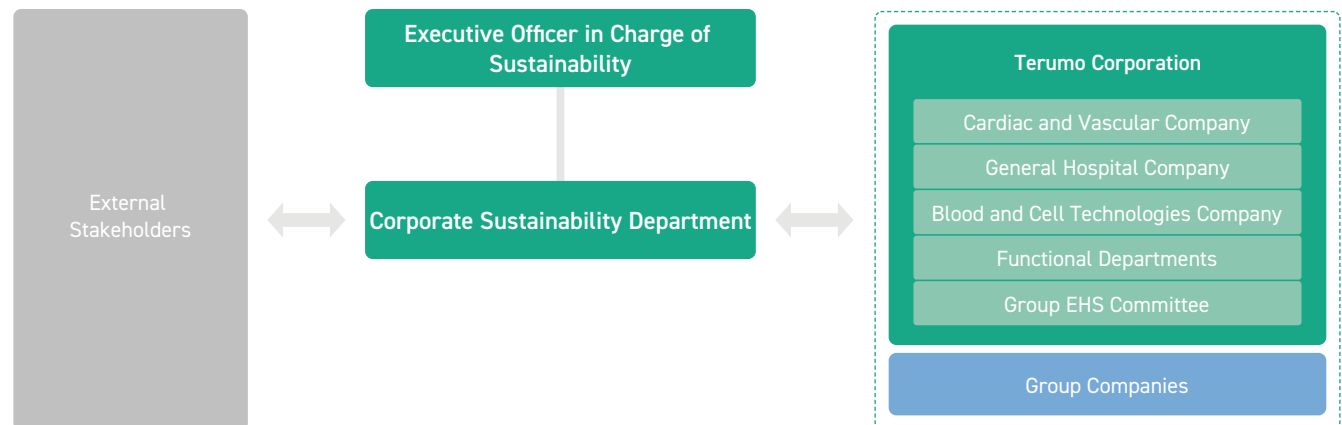 External
Stakeholders
Executive Officer in Charge of
Sustainability
Corporate Sustainability Department
Terumo Corporation
Cardiac and Vascular Company
General Hospital Company
Blood and Cell Technologies Company
Functional Departments
Group EHS Committee
Group Companies